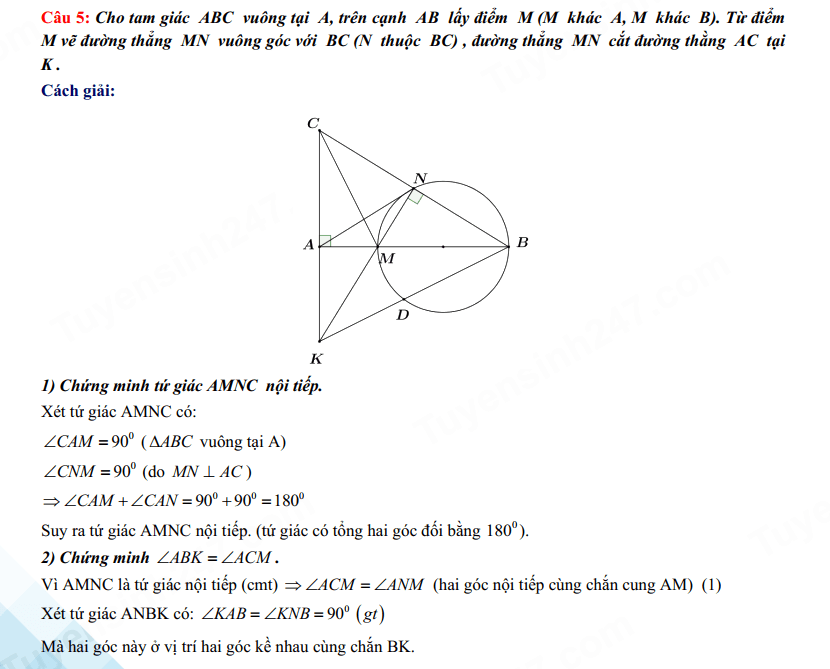 Câu 5: Cho tam giác ABC vuông tại A, trên cạnh AB lấy điểm M (M khác A, M khác B). Từ điểm
M vẽ đường thẳng MN vuông góc với BC (N thuộc BC) , đường thẳng MN cắt đường thẳng AC tại
K .
Cách giải:
C
N
A
B
M
D
K
1) Chứng minh tứ giác AMNC nội tiếp.
Xét tứ giác AMNC có:
∠CAM = 90⁰ ( ΔABC vuông tại A)
∠CNM = 90⁰ (do MN ⊥ AC )
⇒ ∠CAM + ∠CAN = 90⁰ + 90⁰ = 180⁰
Suy ra tứ giác AMNC nội tiếp. (tứ giác có tổng hai góc đối bằng 180⁰).
2) Chứng minh ∠ABK = ∠ACM .
Vì AMNC là tứ giác nội tiếp (cmt) ⇒ ∠ACM = ∠ANM (hai góc nội tiếp cùng chắn cung AM) (1)
Xét tứ giác ANBK có: ∠KAB = ∠KNB = 90⁰ (gt)
Mà hai góc này ở vị trí hai góc kề nhau cùng chắn BK.
Tuyensinh247.com